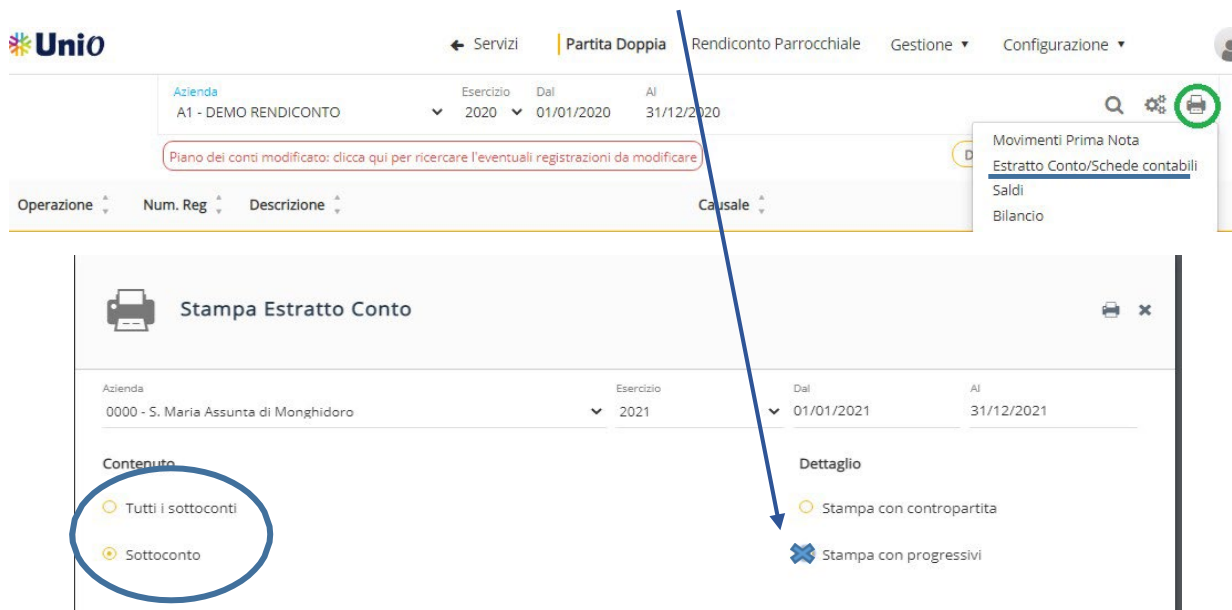 Unio
Servizi Partita Doppia Rendiconto Parrocchiale Gestione Configurazione
Azienda Esercizio Dal Al
A1 - DEMO RENDICONTO 2020 01/01/2020 31/12/2020
Piano dei conti modificato: clicca qui per ricercare l'eventuali registrazioni da modificare
D
Movimenti Prima Nota
Estratto Conto/Schede contabili
Saldi
Bilancio
Operazione Num. Reg Descrizione Causale
Stampa Estratto Conto
Azienda Esercizio Dal Al
0000 - S. Maria Assunta di Monghidoro 2021 01/01/2021 31/12/2021
Contenuto Dettaglio
Tutti i sottoconti Stampa con contropartita
Sottoconto Stampa con progressivi